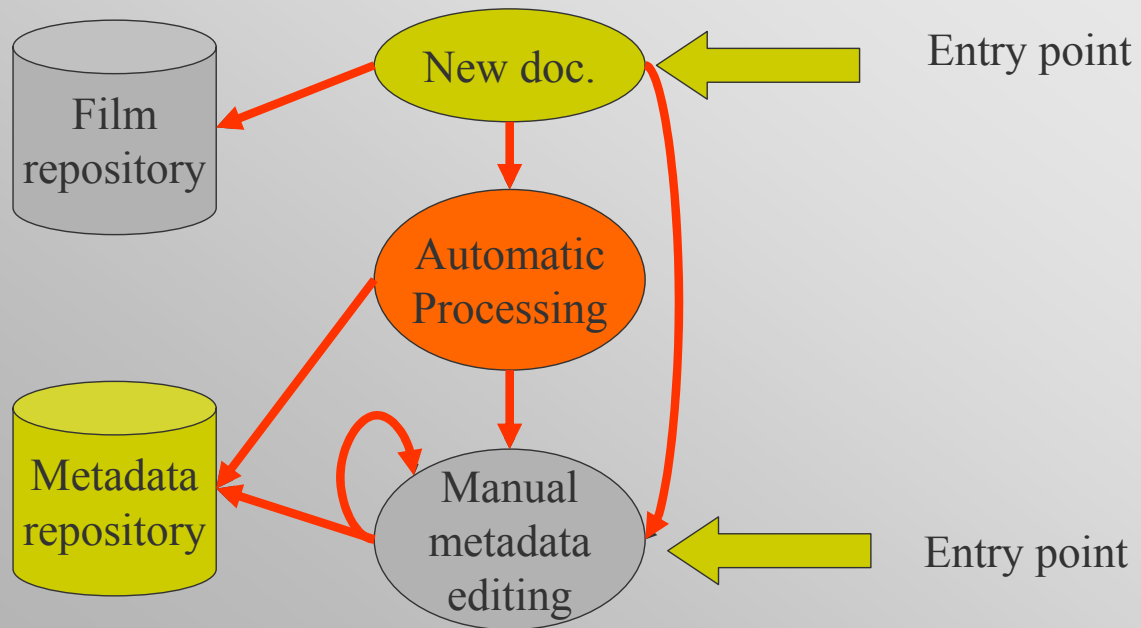 New doc.
Entry point
Film
repository
Automatic
Processing
Metadata
repository
Manual
metadata
editing
Entry point